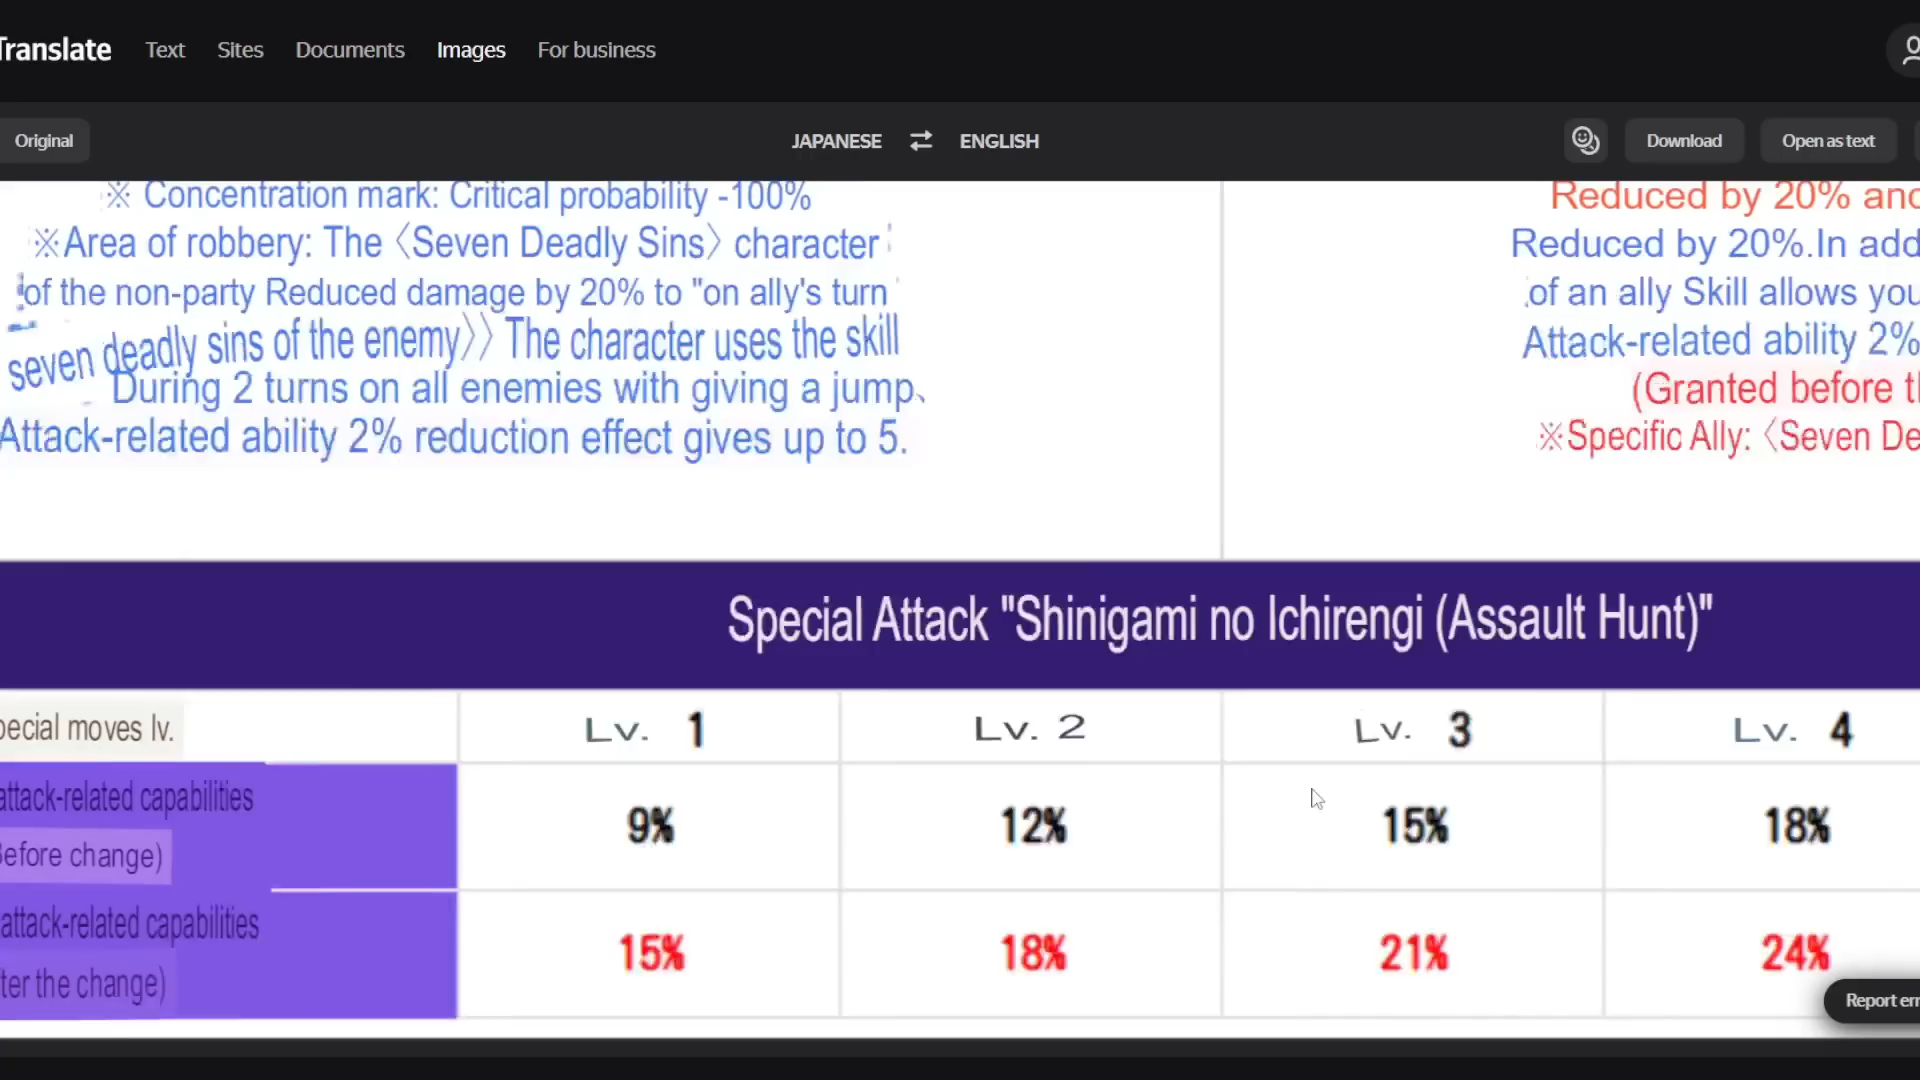 Translate Text Sites Documents Images For business
Original JAPANESE ENGLISH Download Open as text
※ Concentration mark: Critical probability -100%
※Area of robbery: The 〈Seven Deadly Sins〉 character
of the non-party Reduced damage by 20% to "on ally's turn
seven deadly sins of the enemy〉〉 The character uses the skill
During 2 turns on all enemies with giving a jump.
Attack-related ability 2% reduction effect gives up to 5.
Reduced by 20% and
Reduced by 20%.In add
of an ally Skill allows you
Attack-related ability 2%
(Granted before th
※Specific Ally: 〈Seven De
Special Attack "Shinigami no Ichirengi (Assault Hunt)"
pecial moves lv. Lv. 1 Lv. 2 Lv. 3 Lv. 4
attack-related capabilities
Before change) 9% 12% 15% 18%
attack-related capabilities
ter the change) 15% 18% 21% 24%
Report err